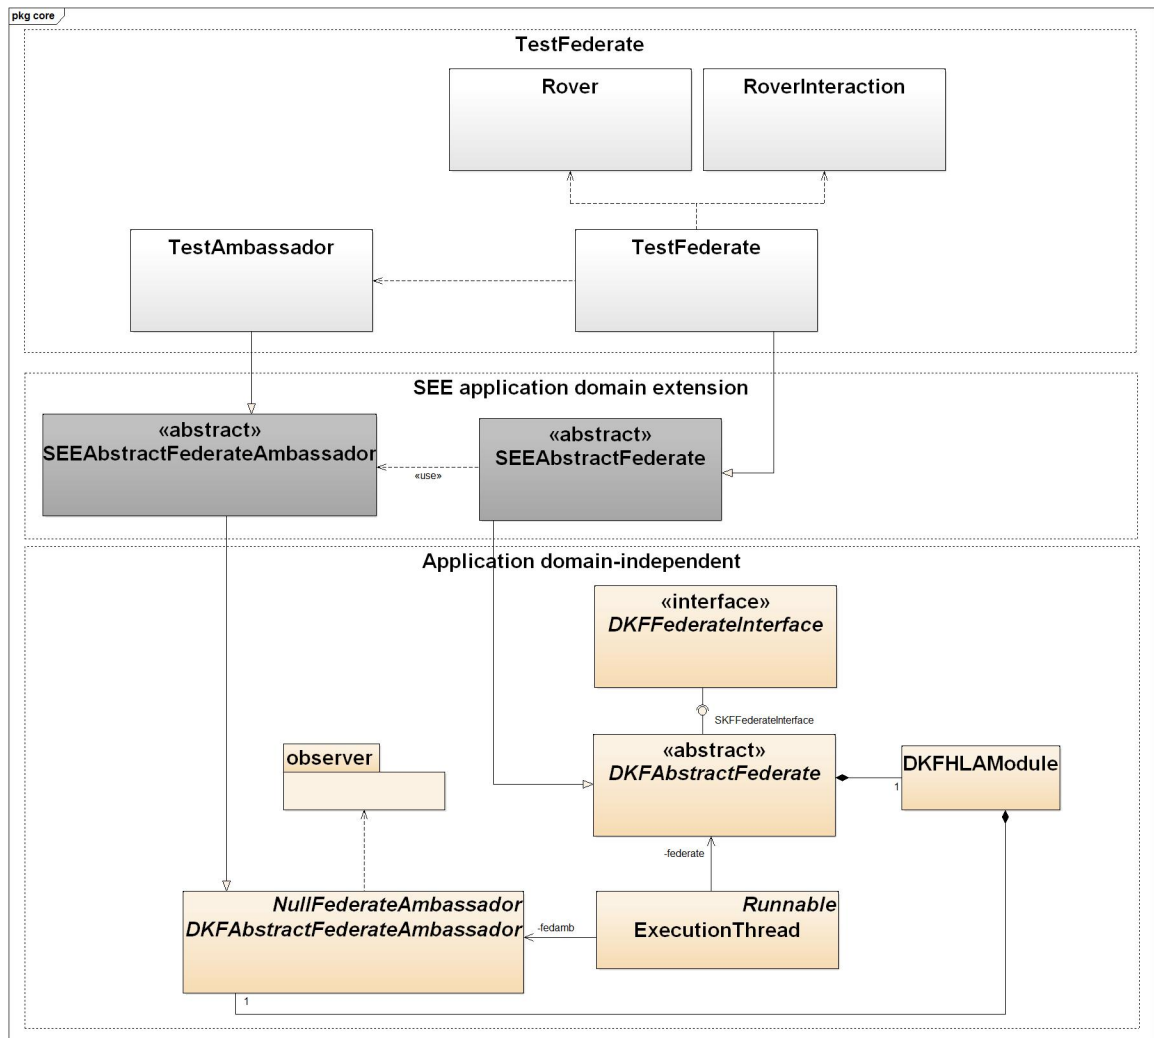 pkg core
TestFederate
Rover
RoverInteraction
TestAmbassador
TestFederate
SEE application domain extension
«abstract»
SEEAbstractFederateAmbassador
«abstract»
SEEAbstractFederate
«use»
Application domain-independent
«interface»
DKFFederateInterface
SKFFederateInterface
observer
«abstract»
DKFAbstractFederate
DKFHLAModule
1
-federate
NullFederateAmbassador
DKFAbstractFederateAmbassador
-fedamb
Runnable
ExecutionThread
1